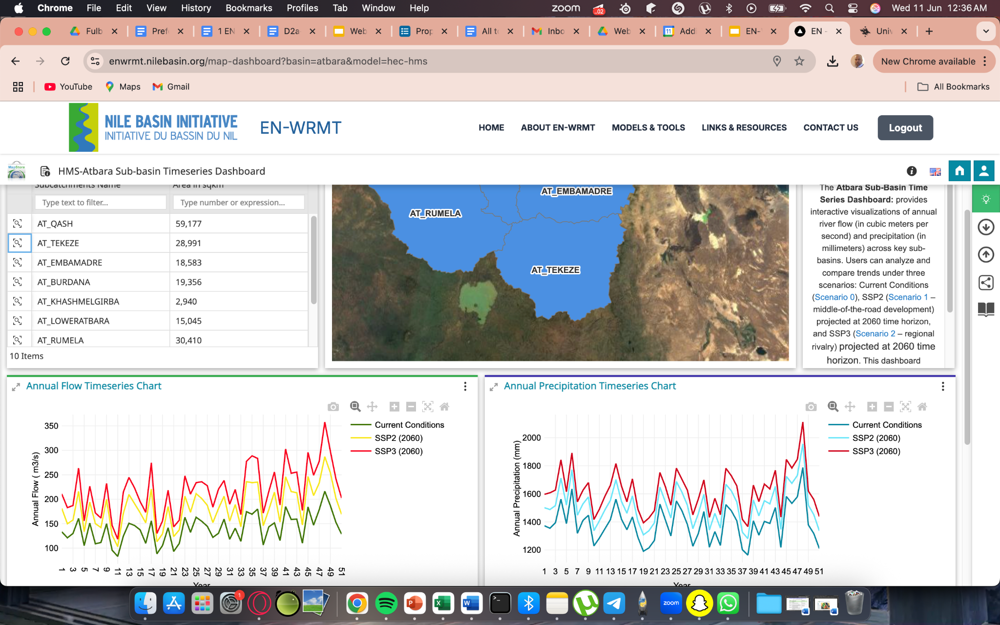 Chrome File Edit View History Bookmarks Profiles Tab Window Help zoom ..02 Wed 11 Jun 12:36 AM
Fulb Pref 1 EN D2a Web Prop All t Inbo Web 11 Add EN- EN - Univ
enwrmt.nilebasin.org/map-dashboard?basin=atbara&model=hec-hms New Chrome available
YouTube Maps Gmail All Bookmarks
NILE BASIN INITIATIVE
INITIATIVE DU BASSIN DU NIL
EN-WRMT
HOME ABOUT EN-WRMT MODELS & TOOLS LINKS & RESOURCES CONTACT US Logout
MapStore HMS-Atbara Sub-basin Timeseries Dashboard
Subcatchments Name Area in sqkm
Type text to filter... Type number or expression...
AT_QASH 59,177
AT_TEKEZE 28,991
AT_EMBAMADRE 18,583
AT_BURDANA 19,356
AT_KHASHMELGIRBA 2,940
AT_LOWERATBARA 15,045
AT_RUMELA 30,410
10 Items
AT_EMBAMADRE
AT_RUMELA
AT_TEKEZE
The Atbara Sub-Basin Time
Series Dashboard: provides
interactive visualizations of annual
river flow (in cubic meters per
second) and precipitation (in
millimeters) across key sub-
basins. Users can analyze and
compare trends under three
scenarios: Current Conditions
(Scenario 0), SSP2 (Scenario 1 –
middle-of-the-road development)
projected at 2060 time horizon,
and SSP3 (Scenario 2 – regional
rivalry) projected at 2060 time
horizon. This dashboard
Annual Flow Timeseries Chart
Current Conditions
SSP2 (2060)
SSP3 (2060)
Annual Flow ( m3/s)
350
300
250
200
150
100
1 3 5 7 9 11 13 15 17 19 21 23 25 27 29 31 33 35 37 39 41 43 45 47 49 51
Year
Annual Precipitation Timeseries Chart
Current Conditions
SSP2 (2060)
SSP3 (2060)
Annual Precipitation (mm)
2000
1800
1600
1400
1200
1 3 5 7 9 11 13 15 17 19 21 23 25 27 29 31 33 35 37 39 41 43 45 47 49 51
Year
1 P X W >_ zoom W W